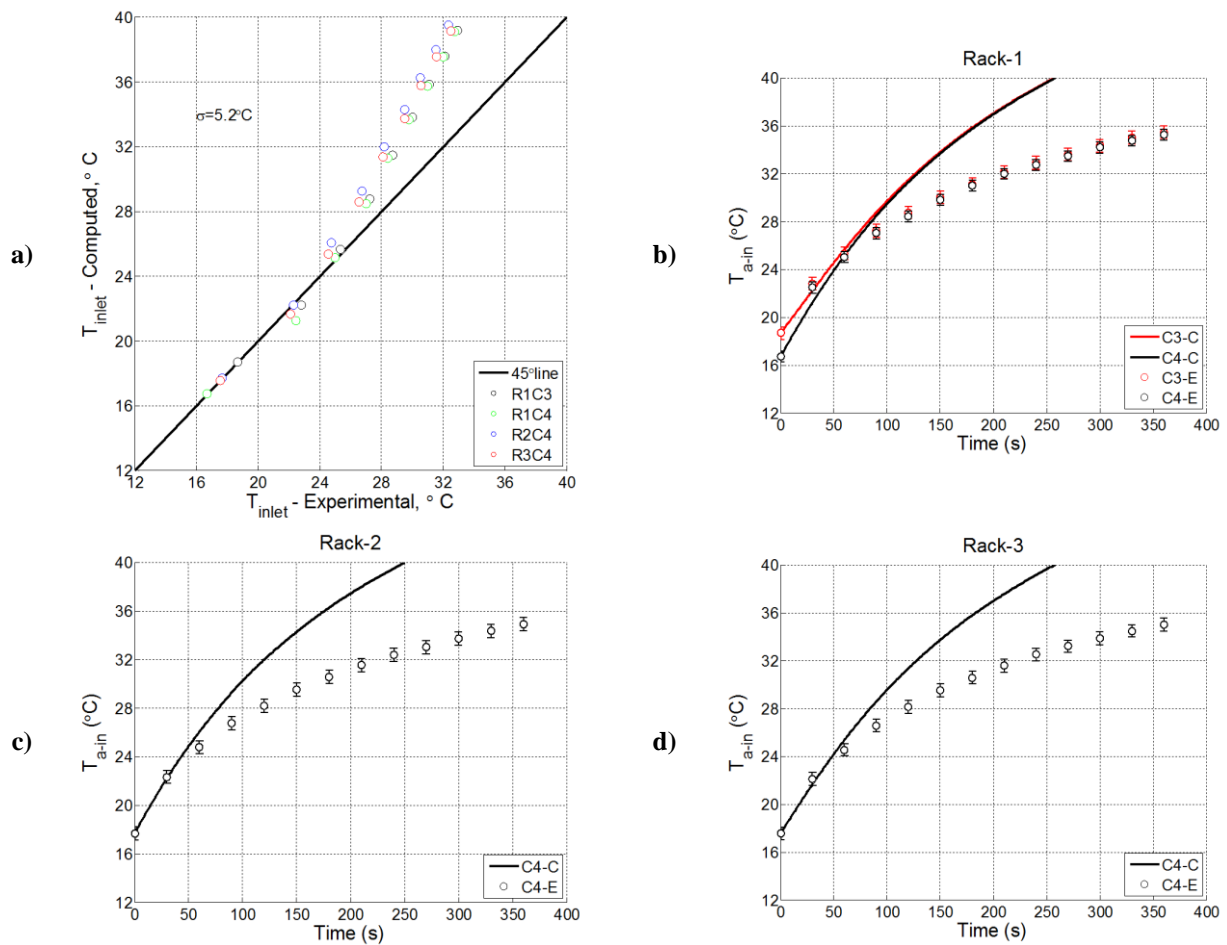 a)
40
36
32
28
24
20
16
12
T_inlet - Computed, ° C
σ=5.2°C
45°line
R1C3
R1C4
R2C4
R3C4
12 16 20 24 28 32 36 40
T_inlet - Experimental, ° C
b)
Rack-1
40
36
32
28
24
20
16
12
T_a-in (°C)
C3-C
C4-C
C3-E
C4-E
0 50 100 150 200 250 300 350 400
Time (s)
c)
Rack-2
40
36
32
28
24
20
16
12
T_a-in (°C)
C4-C
C4-E
0 50 100 150 200 250 300 350 400
Time (s)
d)
Rack-3
40
36
32
28
24
20
16
12
T_a-in (°C)
C4-C
C4-E
0 50 100 150 200 250 300 350 400
Time (s)